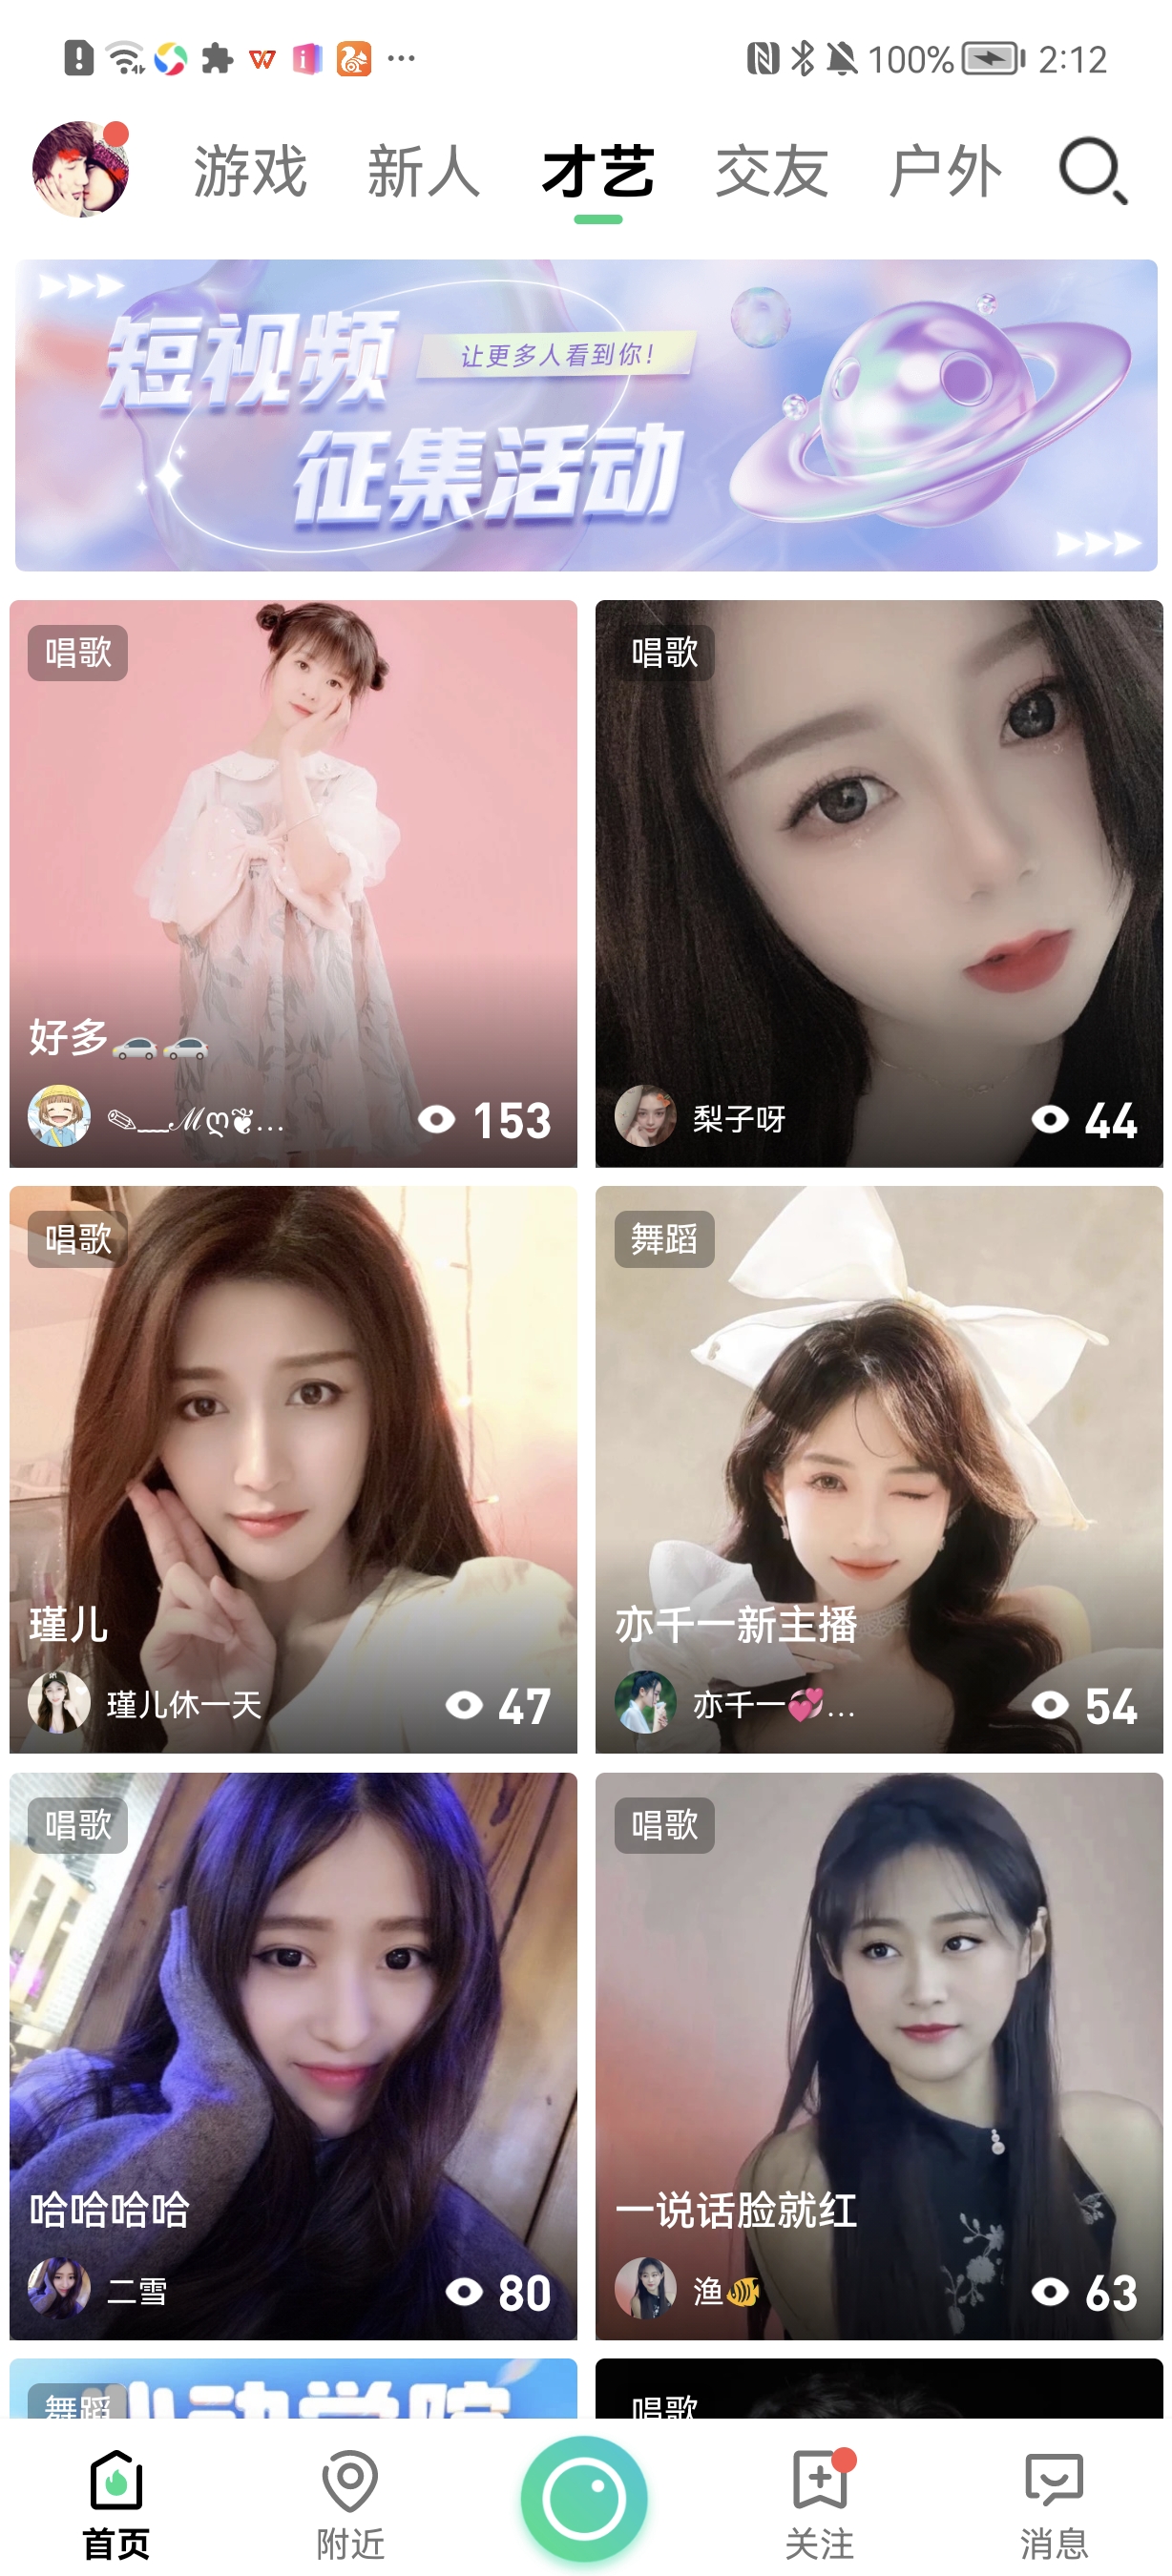 100% 2:12
游戏 新人 才艺 交友 户外
短视频
让更多人看到你!
征集活动
唱歌
好多🚗🚗
153
唱歌
梨子呀
44
唱歌
瑾儿
瑾儿休一天
47
舞蹈
亦千一新主播
亦千一💞...
54
唱歌
哈哈哈哈
二雪
80
唱歌
一说话脸就红
渔🐠
63
舞蹈
唱歌
首页 附近 关注 消息